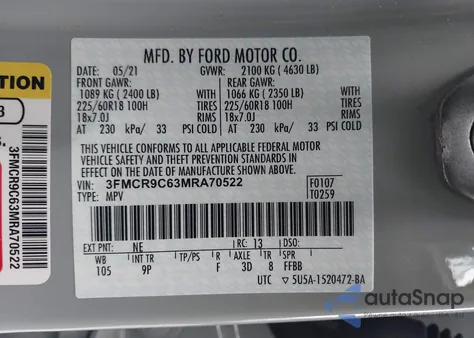 MFD. BY FORD MOTOR CO.
DATE: 05/21 GVWR: 2100 KG (4630 LB)
FRONT GAWR: REAR GAWR:
1089 KG (2400 LB) 1066 KG (2350 LB)
225/60R18 100H TIRES 225/60R18 100H TIRES
18x7.0J RIMS 18x7.0J RIMS
AT 230 kPa/ 33 PSI COLD AT 230 kPa/ 33 PSI COLD
THIS VEHICLE CONFORMS TO ALL APPLICABLE FEDERAL MOTOR
VEHICLE SAFETY AND THEFT PREVENTION STANDARDS IN
EFFECT ON THE DATE OF MANUFACTURE SHOWN ABOVE.
VIN: 3FMCR9C63MRA70522 F0107
TYPE: MPV T0259
EXT PNT: NE RC: 13 DSO:
WB INT TR TP/PS R AXLE TR SPR
105 9P F 3D 8 FFBB
UTC 5U5A-1520472-BA
TION
3
S.
3FMCR9C63MRA70522
autoSnap